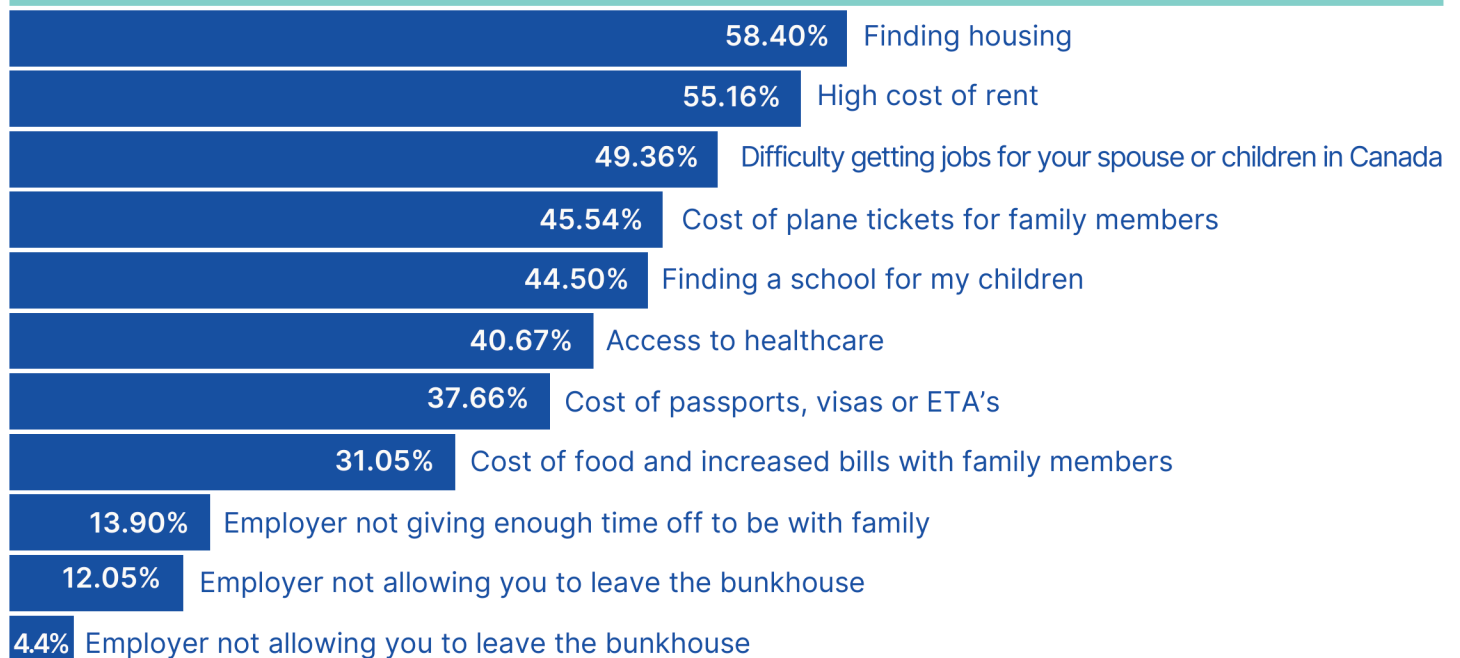 58.40% Finding housing
55.16% High cost of rent
49.36% Difficulty getting jobs for your spouse or children in Canada
45.54% Cost of plane tickets for family members
44.50% Finding a school for my children
40.67% Access to healthcare
37.66% Cost of passports, visas or ETA’s
31.05% Cost of food and increased bills with family members
13.90% Employer not giving enough time off to be with family
12.05% Employer not allowing you to leave the bunkhouse
4.4% Employer not allowing you to leave the bunkhouse